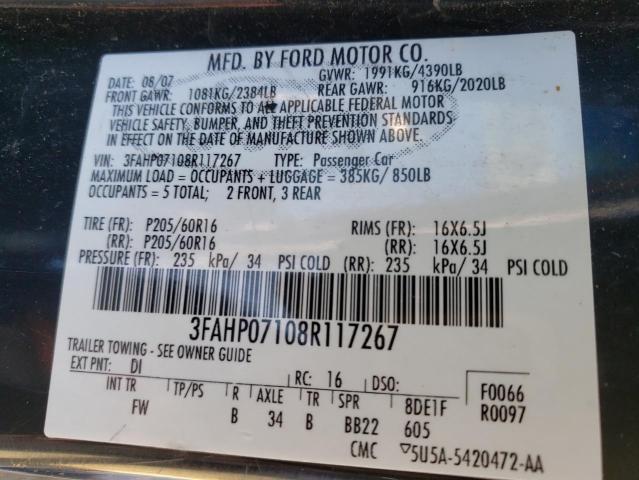 MFD. BY FORD MOTOR CO.
DATE: 08/07 GVWR: 1991KG/4390LB
FRONT GAWR: 1081KG/2384LB REAR GAWR: 916KG/2020LB
THIS VEHICLE CONFORMS TO ALL APPLICABLE FEDERAL MOTOR
VEHICLE SAFETY, BUMPER, AND THEFT PREVENTION STANDARDS
IN EFFECT ON THE DATE OF MANUFACTURE SHOWN ABOVE.
VIN: 3FAHP07108R117267 TYPE: Passenger Car
MAXIMUM LOAD = OCCUPANTS + LUGGAGE = 385KG/ 850LB
OCCUPANTS = 5 TOTAL; 2 FRONT, 3 REAR
TIRE (FR): P205/60R16 RIMS (FR): 16X6.5J
(RR): P205/60R16 (RR): 16X6.5J
PRESSURE (FR): 235 kPa/ 34 PSI COLD (RR): 235 kPa/ 34 PSI COLD
3FAHP07108R117267
TRAILER TOWING - SEE OWNER GUIDE
EXT PNT: DI RC: 16 DSO: F0066
INT TR TP/PS R AXLE TR SPR 8DE1F R0097
FW B 34 B BB22 605
CMC ▽5U5A-5420472-AA